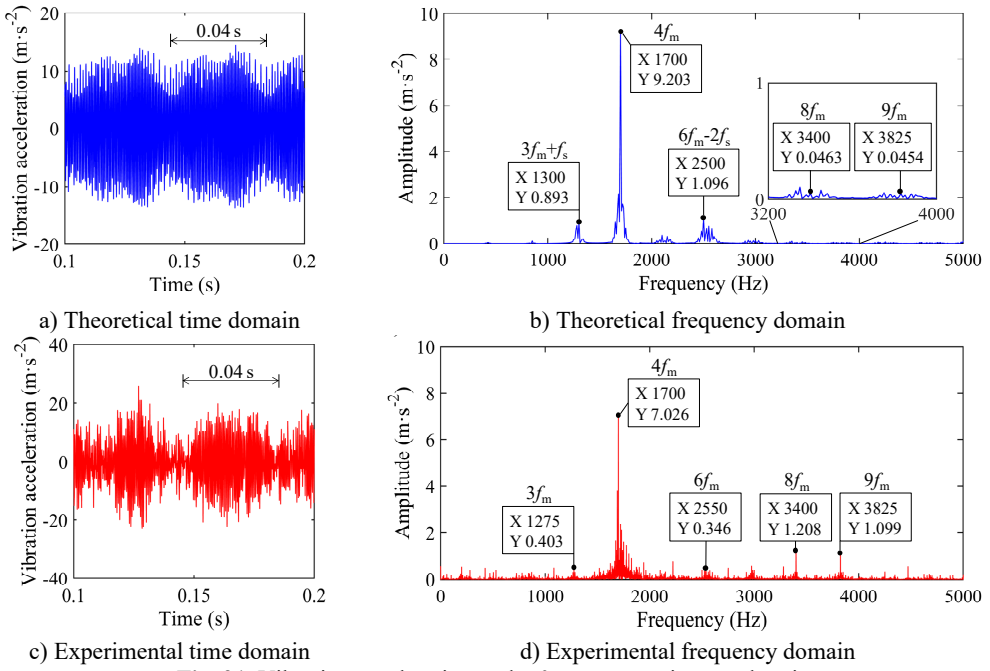 Vibration acceleration (m·s⁻²)
20
10
0
-10
-20
0.04 s
0.1
0.15
0.2
Time (s)
a) Theoretical time domain
Amplitude (m·s⁻²)
10
8
6
4
2
0
4fm
X 1700
Y 9.203
3fm+fs
X 1300
Y 0.893
6fm-2fs
X 2500
Y 1.096
1
0
8fm
X 3400
Y 0.0463
9fm
X 3825
Y 0.0454
3200
4000
0
1000
2000
3000
4000
5000
Frequency (Hz)
b) Theoretical frequency domain
Vibration acceleration (m·s⁻²)
40
20
0
-20
-40
0.04 s
0.1
0.15
0.2
Time (s)
c) Experimental time domain
Amplitude (m·s⁻²)
10
8
6
4
2
0
4fm
X 1700
Y 7.026
3fm
X 1275
Y 0.403
6fm
X 2550
Y 0.346
8fm
X 3400
Y 1.208
9fm
X 3825
Y 1.099
0
1000
2000
3000
4000
5000
Frequency (Hz)
d) Experimental frequency domain